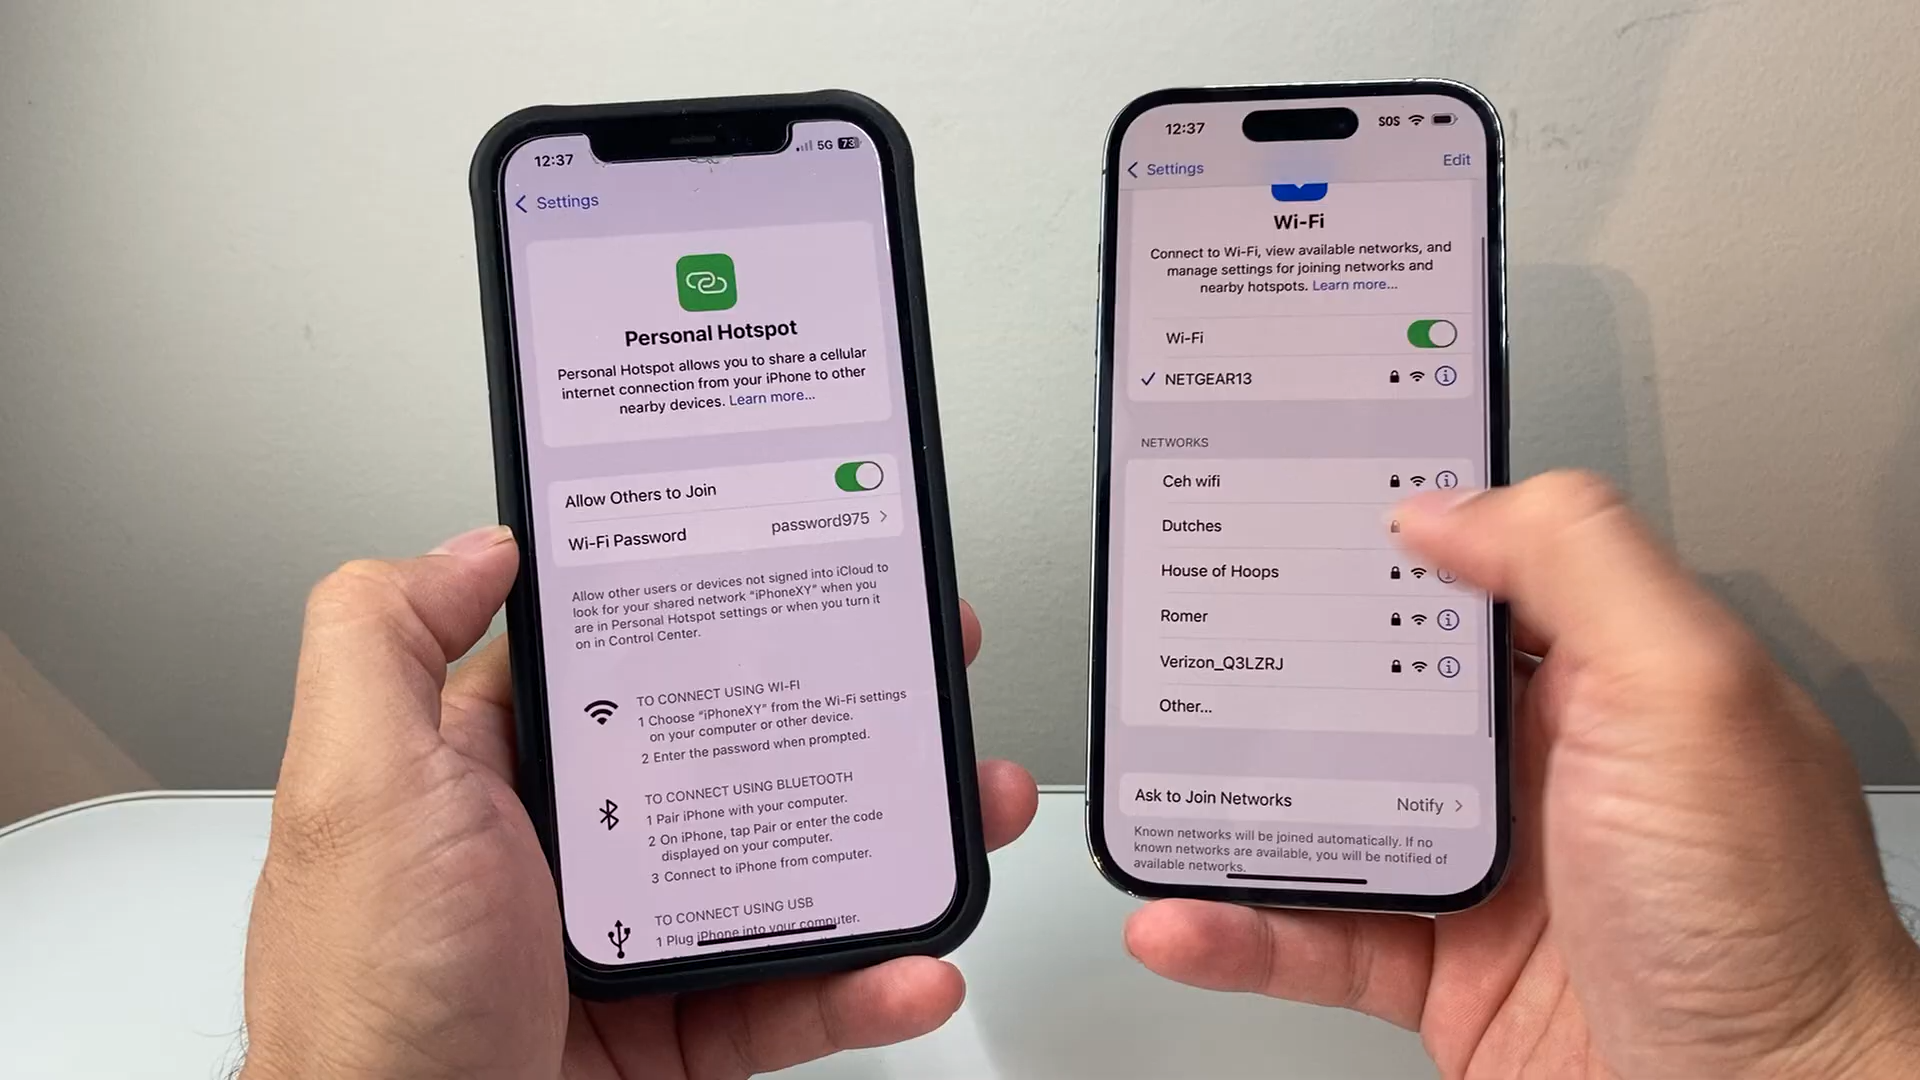 12:37
5G 73
Settings
Personal Hotspot
Personal Hotspot allows you to share a cellular
internet connection from your iPhone to other
nearby devices. Learn more...
Allow Others to Join
Wi-Fi Password password975
Allow other users or devices not signed into iCloud to
look for your shared network “iPhoneXY” when you
are in Personal Hotspot settings or when you turn it
on in Control Center.
TO CONNECT USING WI-FI
1 Choose “iPhoneXY” from the Wi-Fi settings
on your computer or other device.
2 Enter the password when prompted.
TO CONNECT USING BLUETOOTH
1 Pair iPhone with your computer.
2 On iPhone, tap Pair or enter the code
displayed on your computer.
3 Connect to iPhone from computer.
TO CONNECT USING USB
1 Plug iPhone into your computer.
12:37
SOS
Settings
Edit
Wi-Fi
Connect to Wi-Fi, view available networks, and
manage settings for joining networks and
nearby hotspots. Learn more...
Wi-Fi
NETGEAR13
NETWORKS
Ceh wifi
Dutches
House of Hoops
Romer
Verizon_Q3LZRJ
Other...
Ask to Join Networks Notify
Known networks will be joined automatically. If no
known networks are available, you will be notified of
available networks.